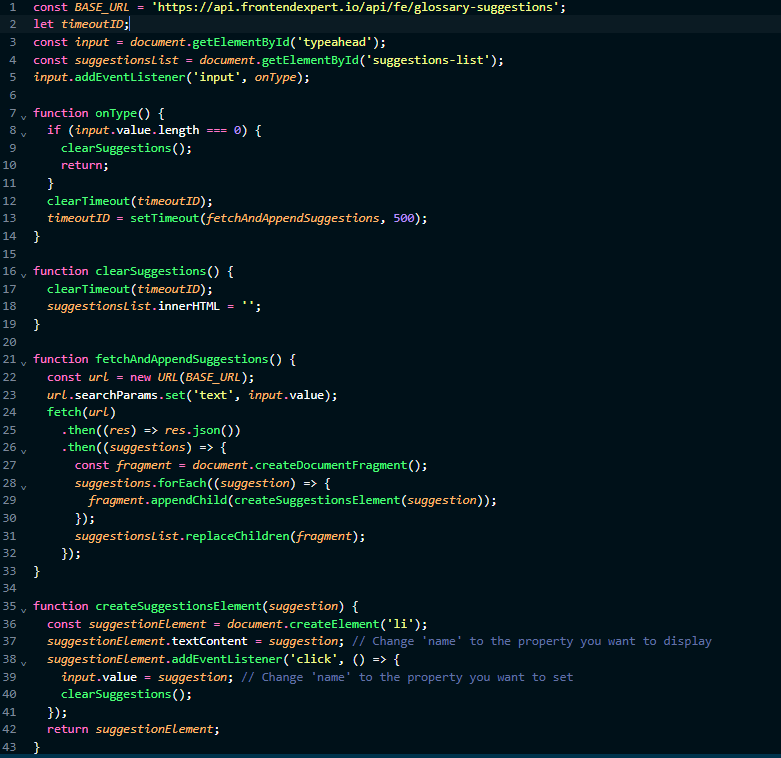 1 const BASE_URL = 'https://api.frontendexpert.io/api/fe/glossary-suggestions';
2 let timeoutID;
3 const input = document.getElementById('typeahead');
4 const suggestionsList = document.getElementById('suggestions-list');
5 input.addEventListener('input', onType);
6
7 function onType() {
8   if (input.value.length === 0) {
9     clearSuggestions();
10     return;
11   }
12   clearTimeout(timeoutID);
13   timeoutID = setTimeout(fetchAndAppendSuggestions, 500);
14 }
15
16 function clearSuggestions() {
17   clearTimeout(timeoutID);
18   suggestionsList.innerHTML = '';
19 }
20
21 function fetchAndAppendSuggestions() {
22   const url = new URL(BASE_URL);
23   url.searchParams.set('text', input.value);
24   fetch(url)
25     .then((res) => res.json())
26     .then((suggestions) => {
27       const fragment = document.createDocumentFragment();
28       suggestions.forEach((suggestion) => {
29         fragment.appendChild(createSuggestionsElement(suggestion));
30       });
31       suggestionsList.replaceChildren(fragment);
32     });
33 }
34
35 function createSuggestionsElement(suggestion) {
36   const suggestionElement = document.createElement('li');
37   suggestionElement.textContent = suggestion; // Change 'name' to the property you want to display
38   suggestionElement.addEventListener('click', () => {
39     input.value = suggestion; // Change 'name' to the property you want to set
40     clearSuggestions();
41   });
42   return suggestionElement;
43 }